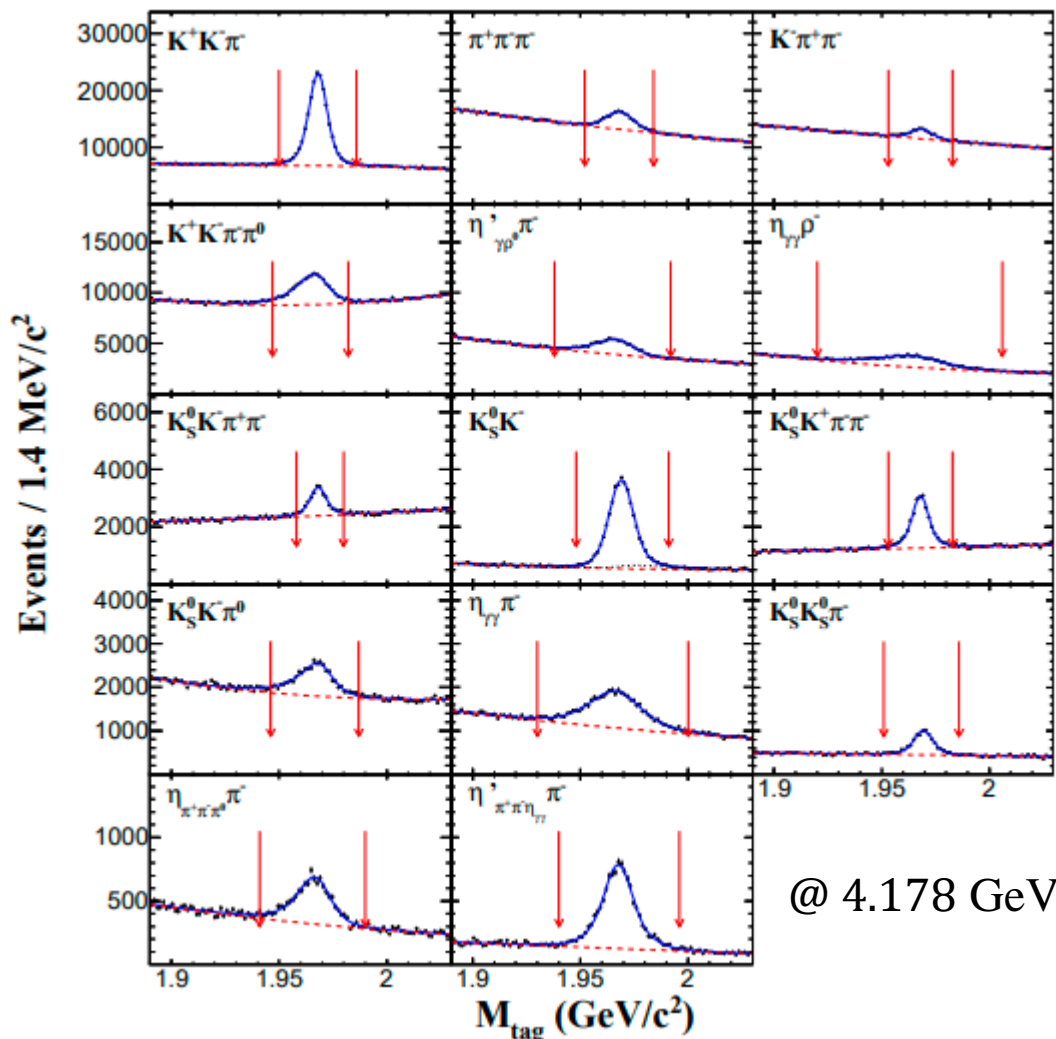 Events / 1.4 MeV/c²
30000
20000
10000
K⁺K⁻π⁻
π⁺π⁻π⁻
K⁻π⁺π⁻
15000
10000
5000
K⁺K⁻π⁻π⁰
η'γρ⁰π⁻
ηγγρ⁻
6000
4000
2000
K⁰SK⁻π⁺π⁻
K⁰SK⁻
K⁰SK⁺π⁻π⁻
4000
3000
2000
1000
K⁰SK⁻π⁰
ηγγπ⁻
K⁰SK⁰Sπ⁻
1.9 1.95 2
1000
500
ηπ⁺π⁻π⁰π⁻
η'π⁺π⁻ηγγπ⁻
@ 4.178 GeV
1.9 1.95 2
1.9 1.95 2
Mtag (GeV/c²)